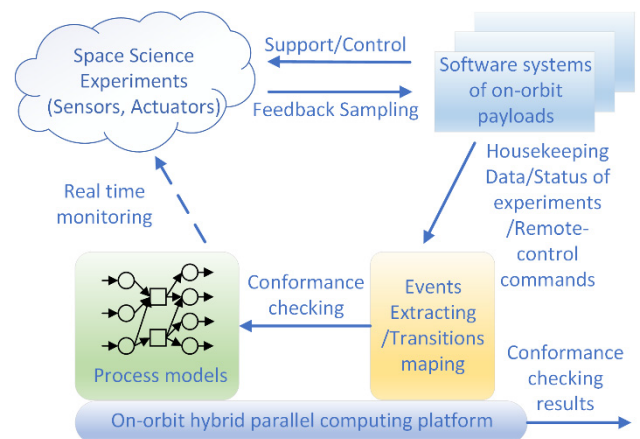 Space Science
Experiments
(Sensors, Actuators)
Support/Control
Feedback Sampling
Software systems
of on-orbit
payloads
Housekeeping
Data/Status of
experiments
/Remote-
control
commands
Real time
monitoring
Conformance
checking
Events
Extracting
/Transitions
maping
Process models
Conformance
checking
results
On-orbit hybrid parallel computing platform